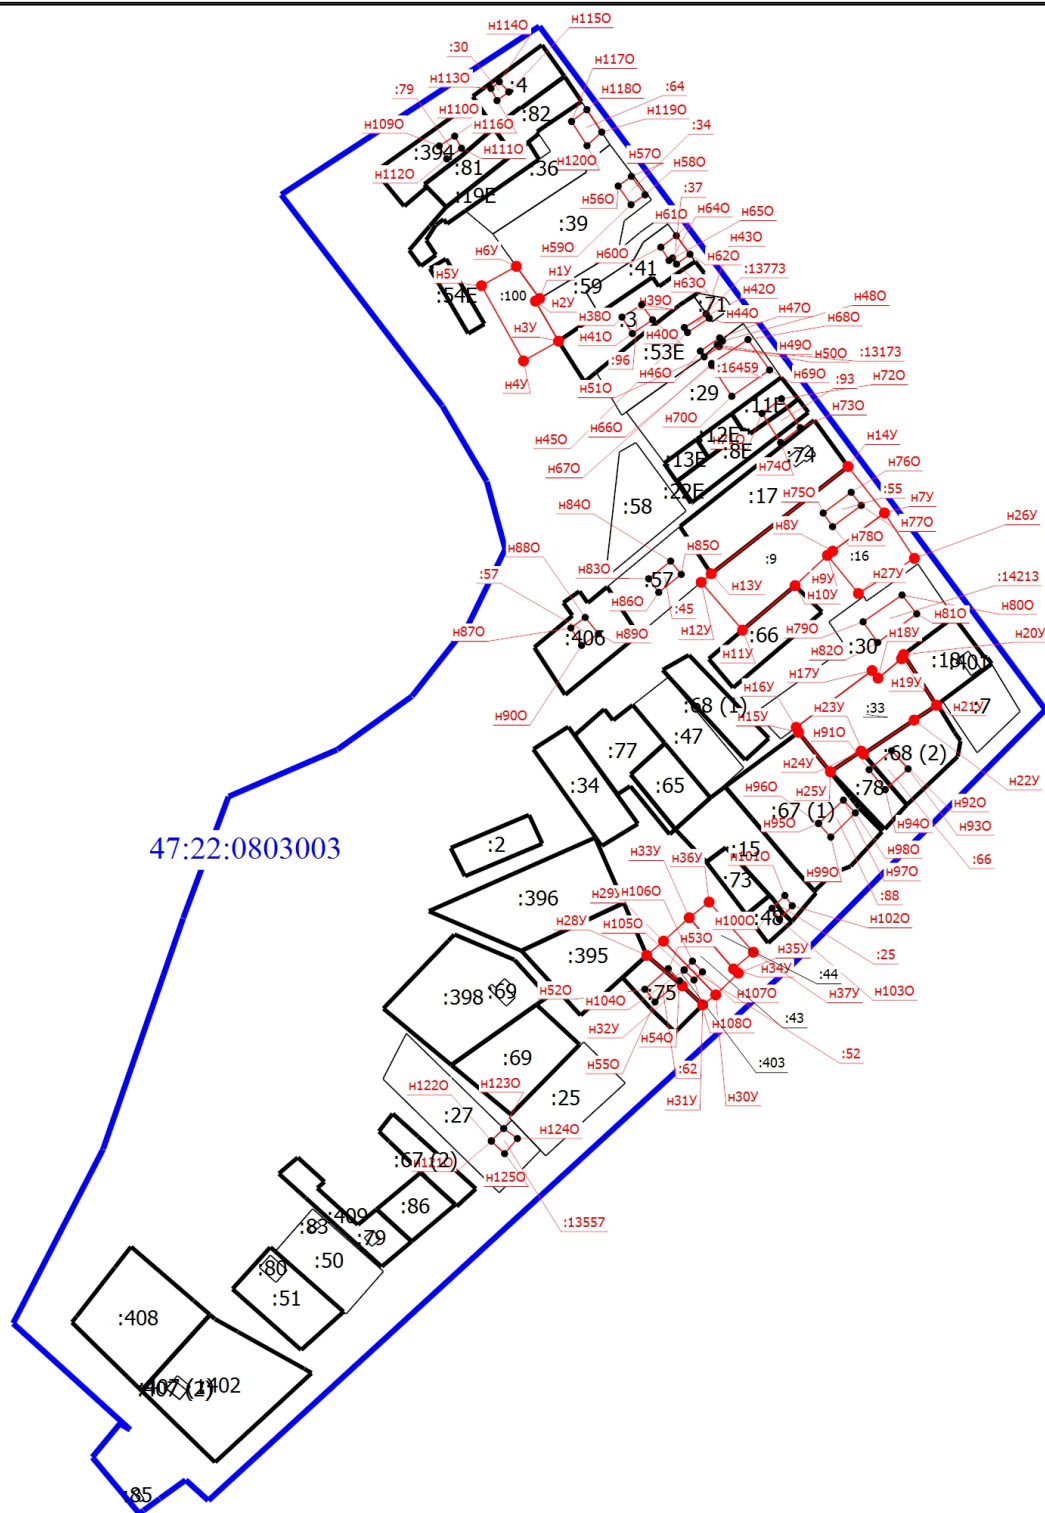 н114О
н115О
:30
н117О
н113О
:4
:79
н118О
:64
н110О
:82
н119О
н109О
н116О
:34
:394
н111О
н57О
:81
:36
н120О
н58О
н112О
:37
:19Е
н56О
н61О
н64О
н65О
:39
н59О
н43О
н6У
н60О
н62О
:41
:13773
н5У
:59
н63О
н42О
:54Е
:100
н1У
н39О
:71
н47О
н48О
н2У
н38О
н44О
н68О
:3
н3У
н41О
н40О
н49О
:53Е
н50О
:13173
:96
:16459
н4У
н46О
н69О
:93
н72О
н51О
:29
:11Е
н66О
н70О
н73О
н45О
:12Е
н14У
:8Е
:74
:13Е
н74О
н76О
н67О
:22Е
:17
:55
н75О
н7У
н84О
:58
н8У
н77О
н26У
н78О
н88О
н85О
:9
:16
н83О
:57
н9У
н27У
:14213
:57
н86О
н13У
н10У
:45
н81О
н80О
н12У
н79О
н18У
н87О
:406
н89О
:66
н20У
н11У
н82О
:30
н17У
:18
:401
н16У
н19У
н90О
:68 (1)
н23У
:33
н21У
:7
н15У
:47
н91О
:77
:68 (2)
н24У
н22У
:34
:65
н96О
н25У
:78
н92О
:67 (1)
н95О
н94О
н93О
:2
н33У
н36У
:15
н98О
:66
н101О
н99О
н97О
:73
:88
:396
н106О
н102О
н28У
н100О
:48
н105О
:25
н53О
н35У
:395
:44
н34У
н52О
:398
:69
н104О
:75
н107О
н37У
н103О
н32У
:43
н54О
н108О
:69
н55О
:52
:62
:403
н122О
н123О
:25
н31У
н30У
:27
н124О
:67 (2)
н121О
н125О
:86
:409
:83
:79
:13557
:50
:80
:51
:408
:402
:85
47:22:0803003